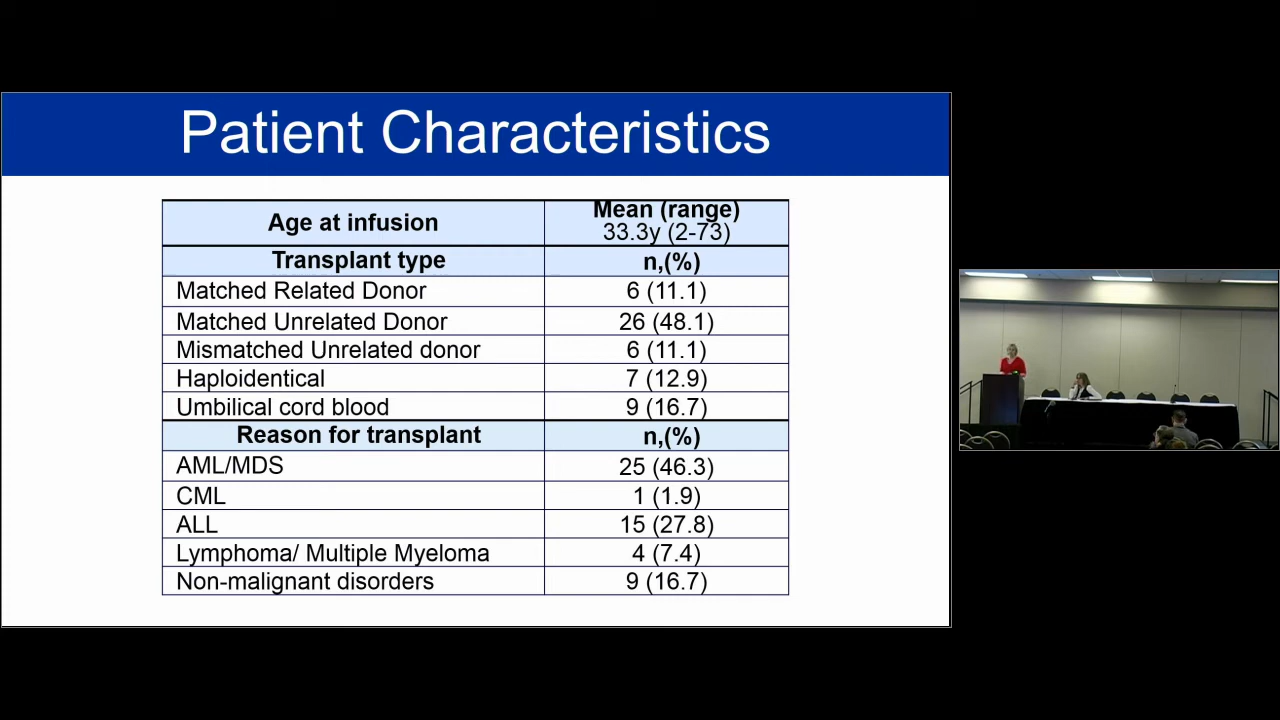 Patient Characteristics
Age at infusion
Mean (range)
33.3y (2-73)
Transplant type n,(%)
Matched Related Donor 6 (11.1)
Matched Unrelated Donor 26 (48.1)
Mismatched Unrelated donor 6 (11.1)
Haploidentical 7 (12.9)
Umbilical cord blood 9 (16.7)
Reason for transplant n,(%)
AML/MDS 25 (46.3)
CML 1 (1.9)
ALL 15 (27.8)
Lymphoma/ Multiple Myeloma 4 (7.4)
Non-malignant disorders 9 (16.7)